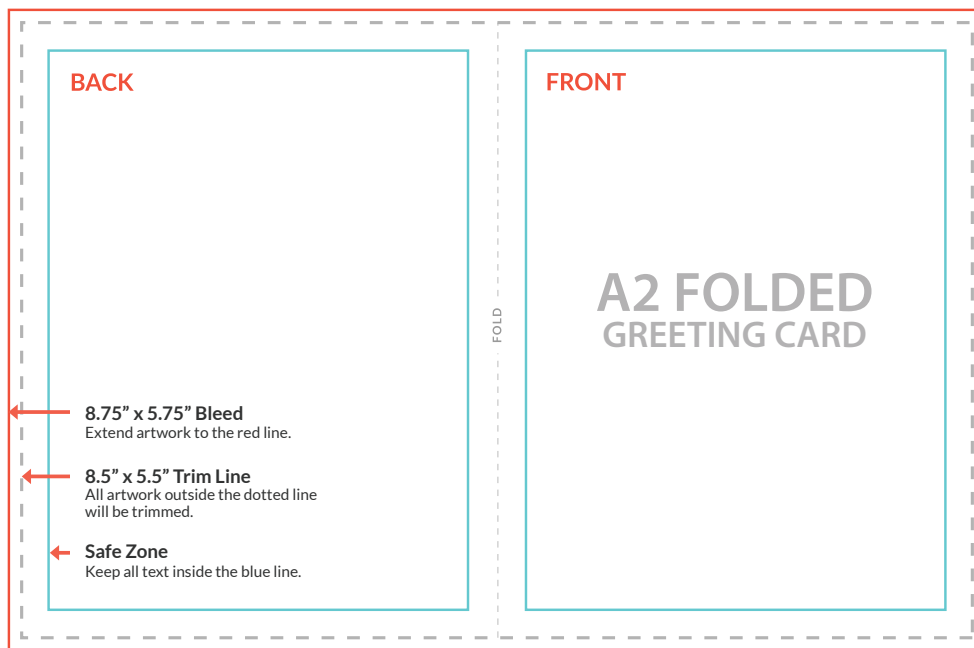 BACK
8.75” x 5.75” Bleed
Extend artwork to the red line.
8.5” x 5.5” Trim Line
All artwork outside the dotted line
will be trimmed.
Safe Zone
Keep all text inside the blue line.
FOLD
FRONT
A2 FOLDED
GREETING CARD